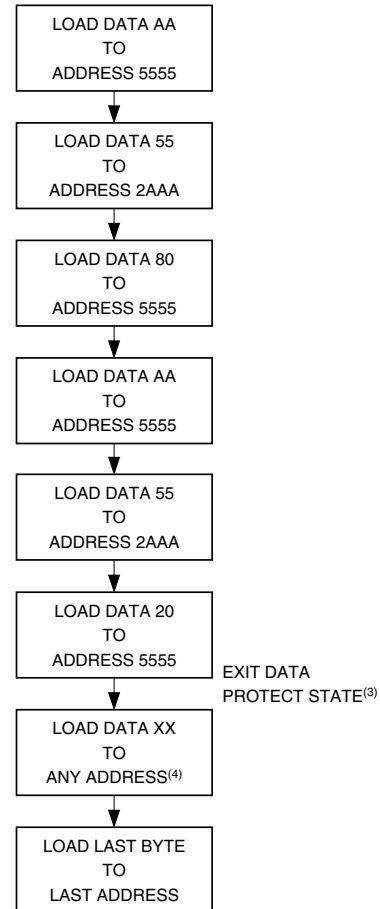 LOAD DATA AA
TO
ADDRESS 5555
LOAD DATA 55
TO
ADDRESS 2AAA
LOAD DATA 80
TO
ADDRESS 5555
LOAD DATA AA
TO
ADDRESS 5555
LOAD DATA 55
TO
ADDRESS 2AAA
LOAD DATA 20
TO
ADDRESS 5555
EXIT DATA
PROTECT STATE(3)
LOAD DATA XX
TO
ANY ADDRESS(4)
LOAD LAST BYTE
TO
LAST ADDRESS